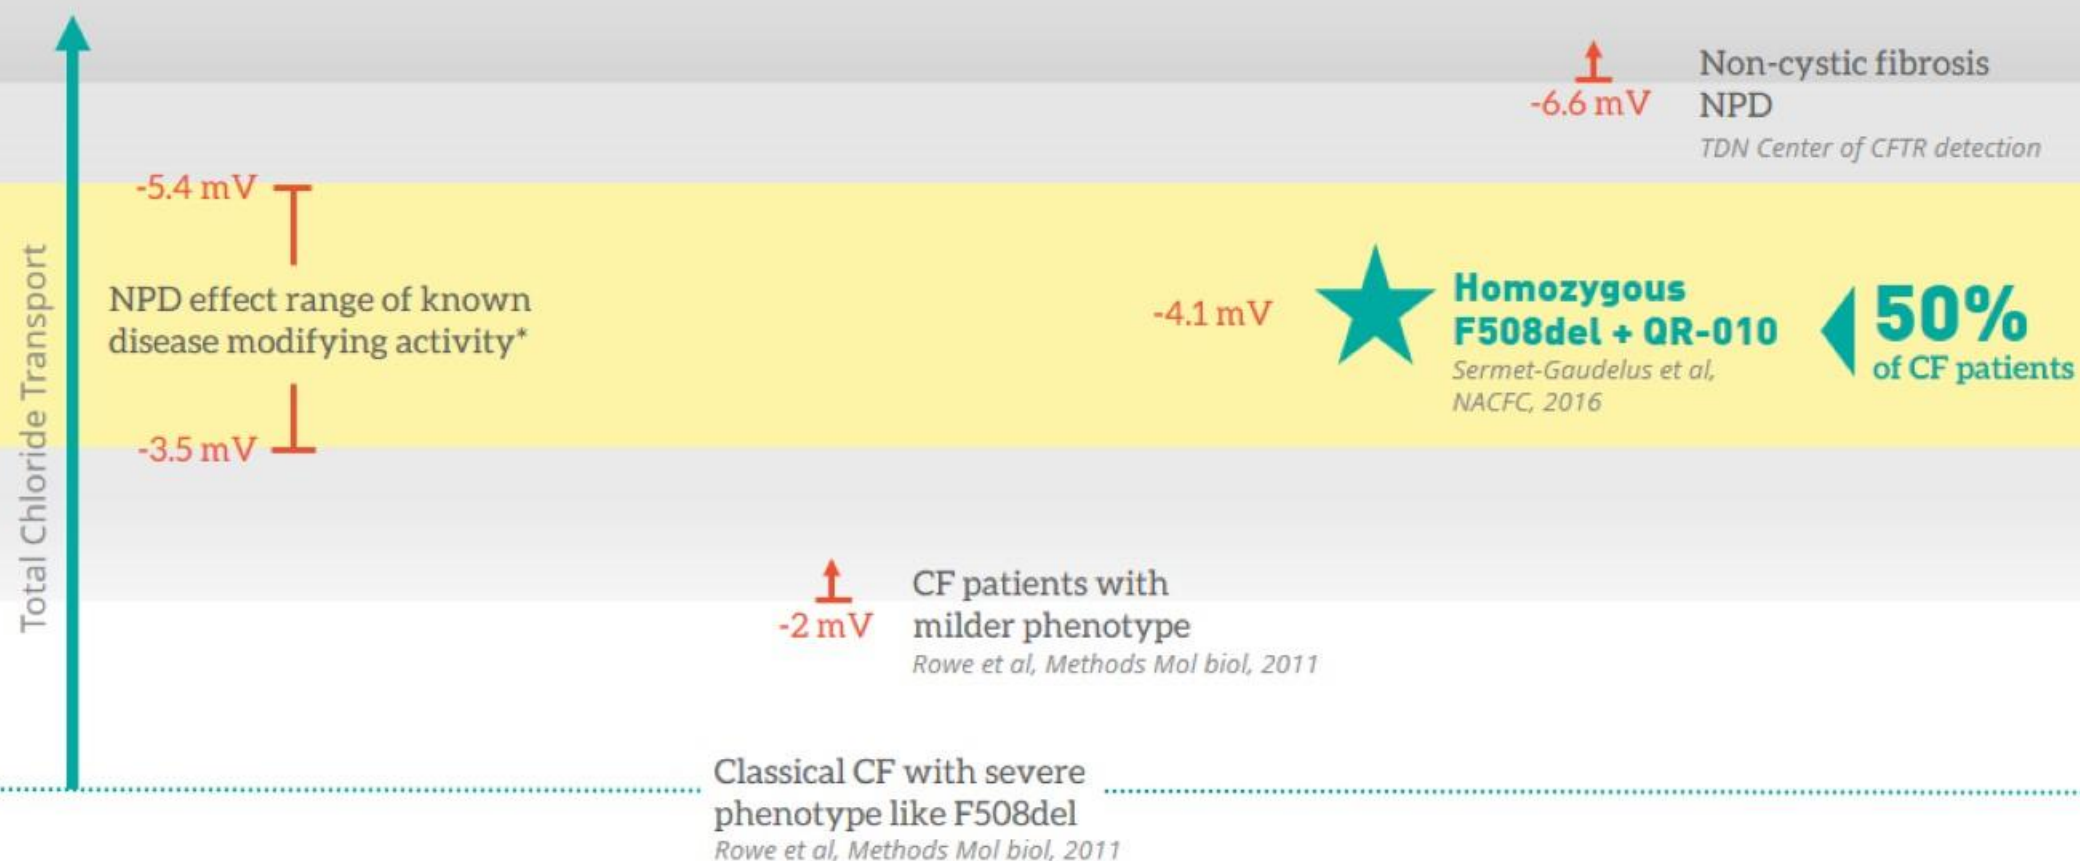 -6.6 mV
Non-cystic fibrosis
NPD
TDN Center of CFTR detection
Total Chloride Transport
-5.4 mV
NPD effect range of known
disease modifying activity*
-3.5 mV
-4.1 mV
Homozygous
F508del + QR-010
Sermet-Gaudelus et al,
NACFC, 2016
50%
of CF patients
-2 mV
CF patients with
milder phenotype
Rowe et al, Methods Mol biol, 2011
Classical CF with severe
phenotype like F508del
Rowe et al, Methods Mol biol, 2011